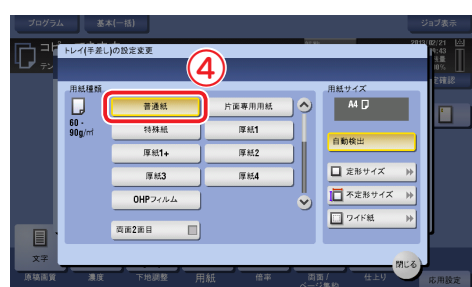 プログラム 基本(一括) ジョブ表示
トレイ(手差し)の設定変更
④
用紙種類
60 -
90g/㎡
普通紙 片面専用用紙
特殊紙 厚紙1
厚紙1+ 厚紙2
厚紙3 厚紙4
OHPフィルム
両面2面目
用紙サイズ
A4
自動検出
定形サイズ
不定形サイズ
ワイド紙
閉じる
文字
原稿画質 濃度 下地調整 用紙 倍率 両面/ 仕上り 応用設定
ページ集約